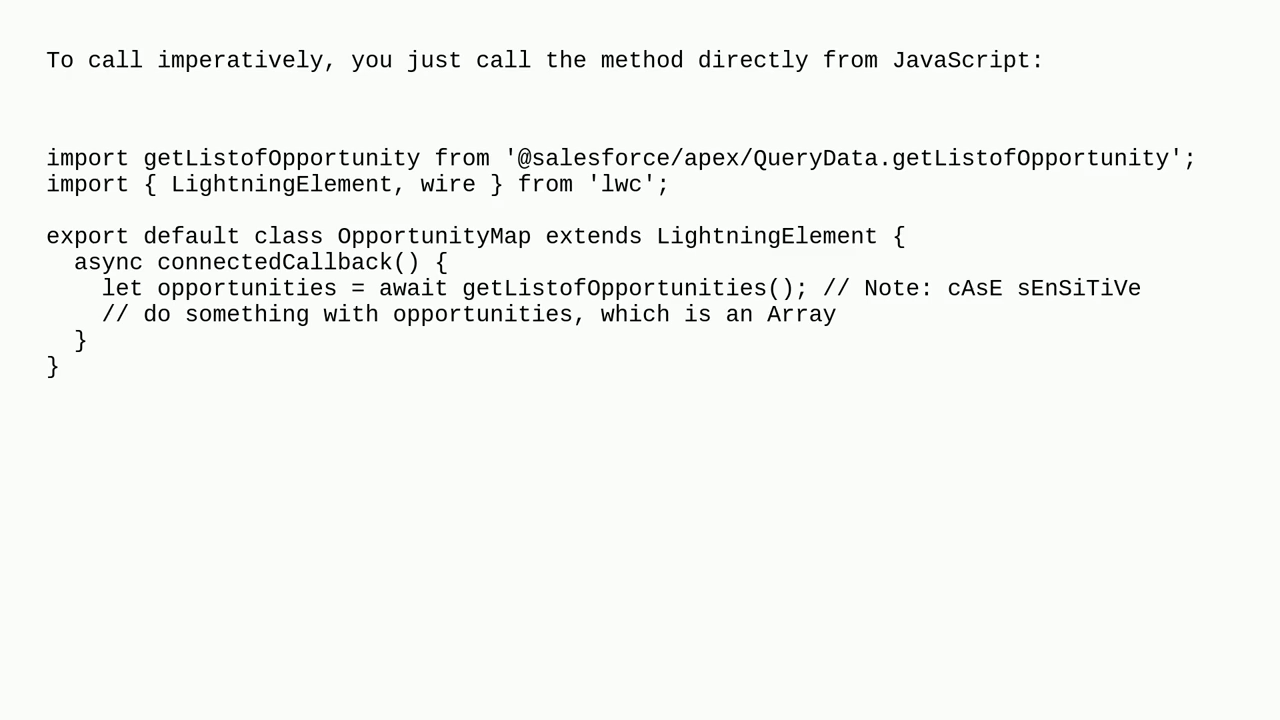 To call imperatively, you just call the method directly from JavaScript:
import getListofOpportunity from '@salesforce/apex/QueryData.getListofOpportunity';
import { LightningElement, wire } from 'lwc';
export default class OpportunityMap extends LightningElement {
  async connectedCallback() {
    let opportunities = await getListofOpportunities(); // Note: cAsE sEnSiTiVe
    // do something with opportunities, which is an Array
  }
}